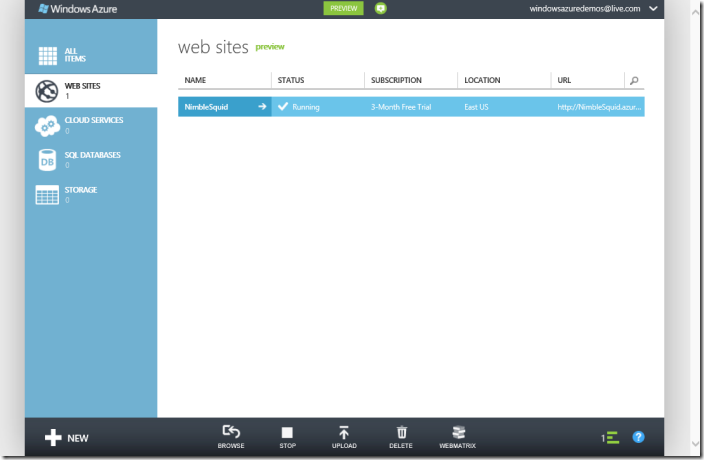 Windows Azure
PREVIEW
windowsazuredemos@live.com
ALL
ITEMS
WEB SITES
1
CLOUD SERVICES
0
SQL DATABASES
0
DB
STORAGE
0
web sites preview
NAME STATUS SUBSCRIPTION LOCATION URL
NimbleSquid Running 3-Month Free Trial East US http://NimbleSquid.azur...
NEW
BROWSE STOP UPLOAD DELETE WEBMATRIX
1 ?